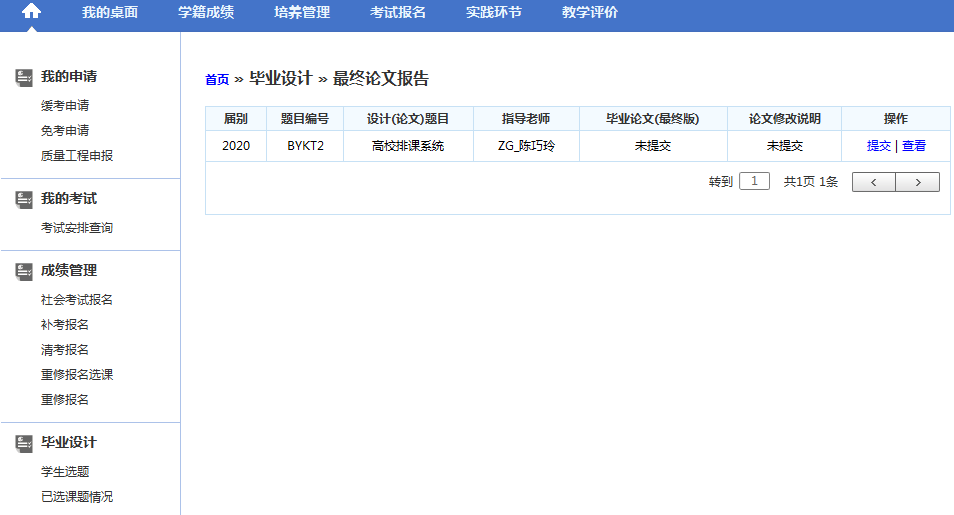 我的桌面 学籍成绩 培养管理 考试报名 实践环节 教学评价
我的申请
缓考申请
免考申请
质量工程申报
我的考试
考试安排查询
成绩管理
社会考试报名
补考报名
清考报名
重修报名选课
重修报名
毕业设计
学生选题
已选课题情况
首页 » 毕业设计 » 最终论文报告
届别 题目编号 设计(论文)题目 指导老师 毕业论文(最终版) 论文修改说明 操作
2020 BYKT2 高校排课系统 ZG_陈巧玲 未提交 未提交 提交 | 查看
转到 1 共1页 1条 < >